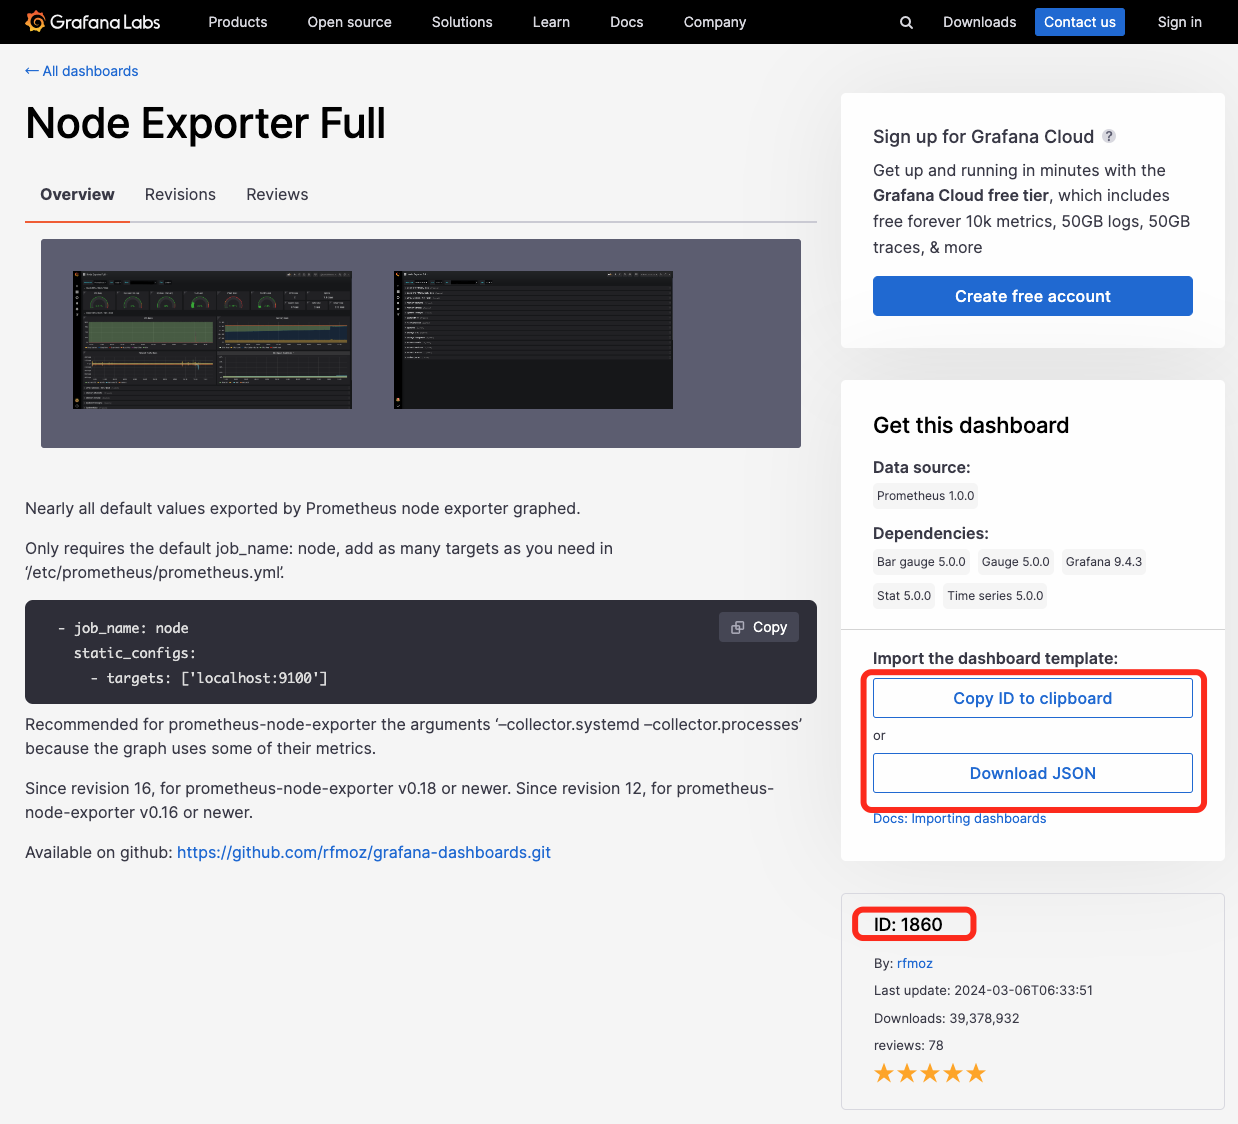 Grafana Labs Products Open source Solutions Learn Docs Company Downloads Contact us Sign in
← All dashboards
Node Exporter Full
Overview Revisions Reviews
Nearly all default values exported by Prometheus node exporter graphed.
Only requires the default job_name: node, add as many targets as you need in
‘/etc/prometheus/prometheus.yml’.
- job_name: node
static_configs:
- targets: ['localhost:9100']
Copy
Recommended for prometheus-node-exporter the arguments ‘–collector.systemd –collector.processes’
because the graph uses some of their metrics.
Since revision 16, for prometheus-node-exporter v0.18 or newer. Since revision 12, for prometheus-
node-exporter v0.16 or newer.
Available on github: https://github.com/rfmoz/grafana-dashboards.git
Sign up for Grafana Cloud ?
Get up and running in minutes with the
Grafana Cloud free tier, which includes
free forever 10k metrics, 50GB logs, 50GB
traces, & more
Create free account
Get this dashboard
Data source:
Prometheus 1.0.0
Dependencies:
Bar gauge 5.0.0 Gauge 5.0.0 Grafana 9.4.3
Stat 5.0.0 Time series 5.0.0
Import the dashboard template:
Copy ID to clipboard
or
Download JSON
Docs: Importing dashboards
ID: 1860
By: rfmoz
Last update: 2024-03-06T06:33:51
Downloads: 39,378,932
reviews: 78